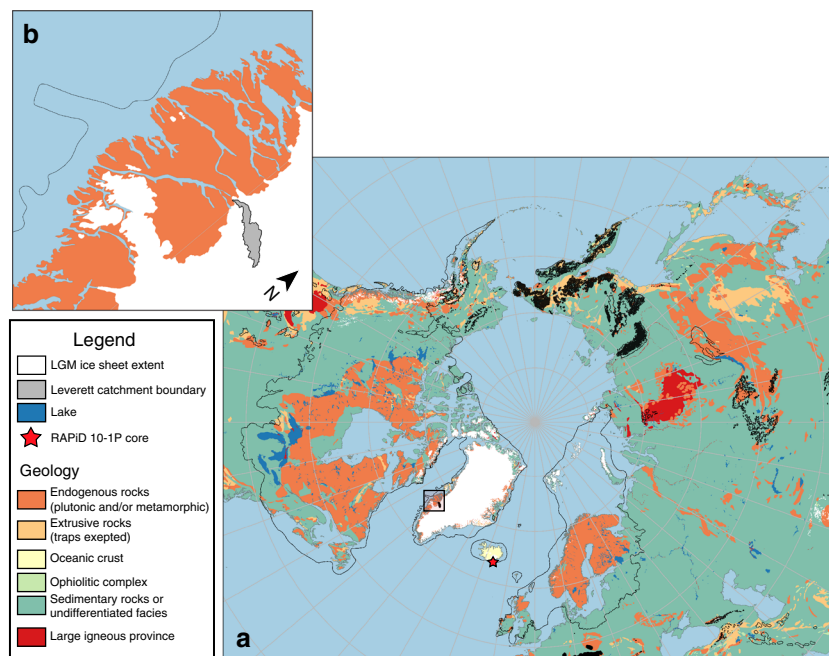 b
N
Legend
LGM ice sheet extent
Leverett catchment boundary
Lake
RAPiD 10-1P core
Geology
Endogenous rocks
(plutonic and/or metamorphic)
Extrusive rocks
(traps exepted)
Oceanic crust
Ophiolitic complex
Sedimentary rocks or
undifferentiated facies
Large igneous province
a